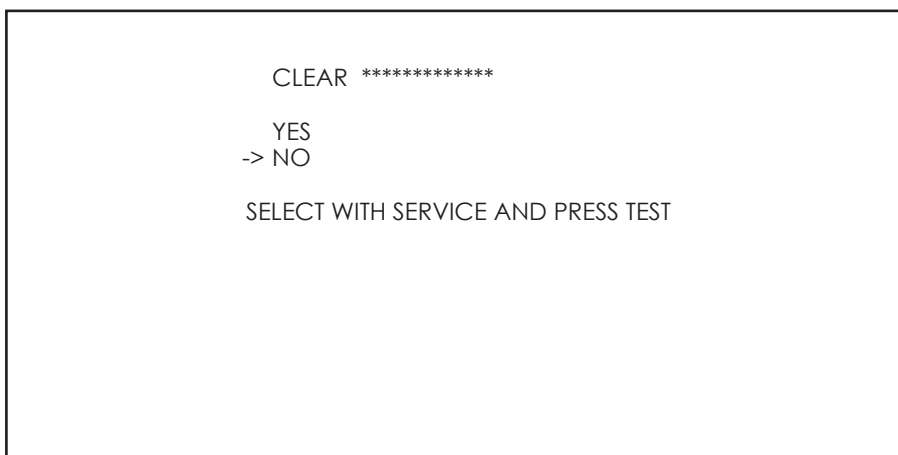 CLEAR *************
YES
-> NO
SELECT WITH SERVICE AND PRESS TEST